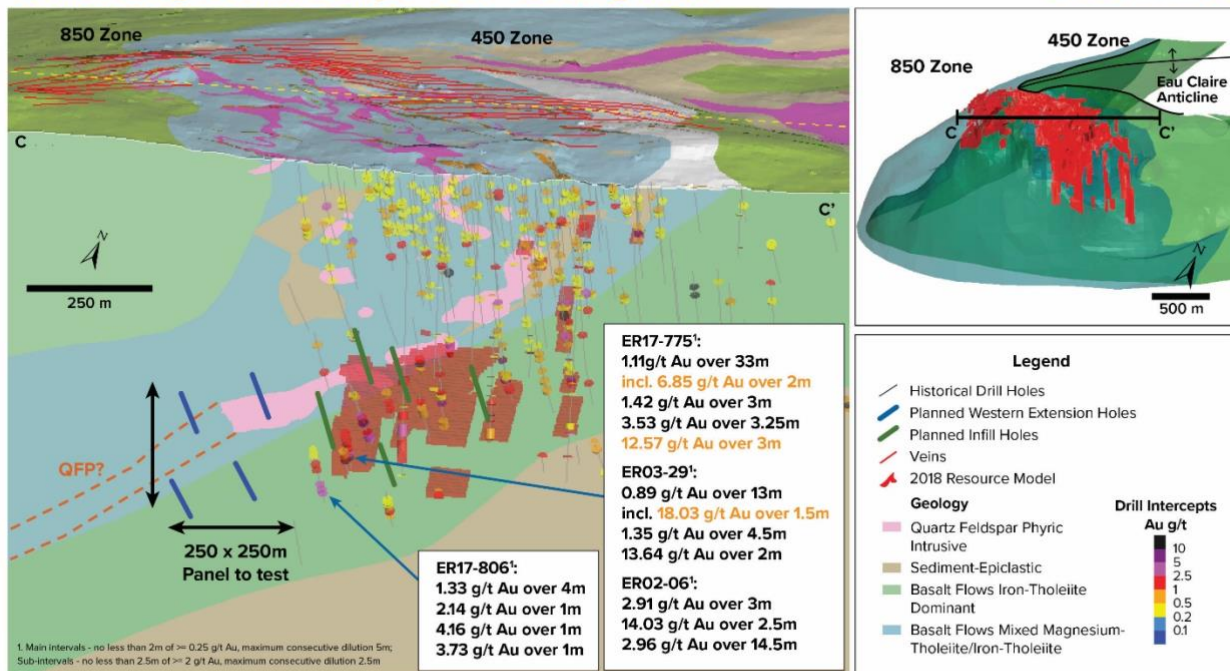 850 Zone
450 Zone
C
C'
N
250 m
QFP?
250 x 250m
Panel to test
ER17-806¹:
1.33 g/t Au over 4m
2.14 g/t Au over 1m
4.16 g/t Au over 1m
3.73 g/t Au over 1m
ER17-775¹:
1.11g/t Au over 33m
incl. 6.85 g/t Au over 2m
1.42 g/t Au over 3m
3.53 g/t Au over 3.25m
12.57 g/t Au over 3m
ER03-29¹:
0.89 g/t Au over 13m
incl. 18.03 g/t Au over 1.5m
1.35 g/t Au over 4.5m
13.64 g/t Au over 2m
ER02-06¹:
2.91 g/t Au over 3m
14.03 g/t Au over 2.5m
2.96 g/t Au over 14.5m
1. Main intervals - no less than 2m of >= 0.25 g/t Au, maximum consecutive dilution 5m;
Sub-intervals - no less than 2.5m of >= 2 g/t Au, maximum consecutive dilution 2.5m
450 Zone
850 Zone
Eau Claire
Anticline
C
C'
N
500 m
Legend
Historical Drill Holes
Planned Western Extension Holes
Planned Infill Holes
Veins
2018 Resource Model
Geology
Quartz Feldspar Phyric
Intrusive
Sediment-Epiclastic
Basalt Flows Iron-Tholeiite
Dominant
Basalt Flows Mixed Magnesium-
Tholeiite/Iron-Tholeiite
Drill Intercepts
Au g/t
10
5
2.5
1
0.5
0.2
0.1